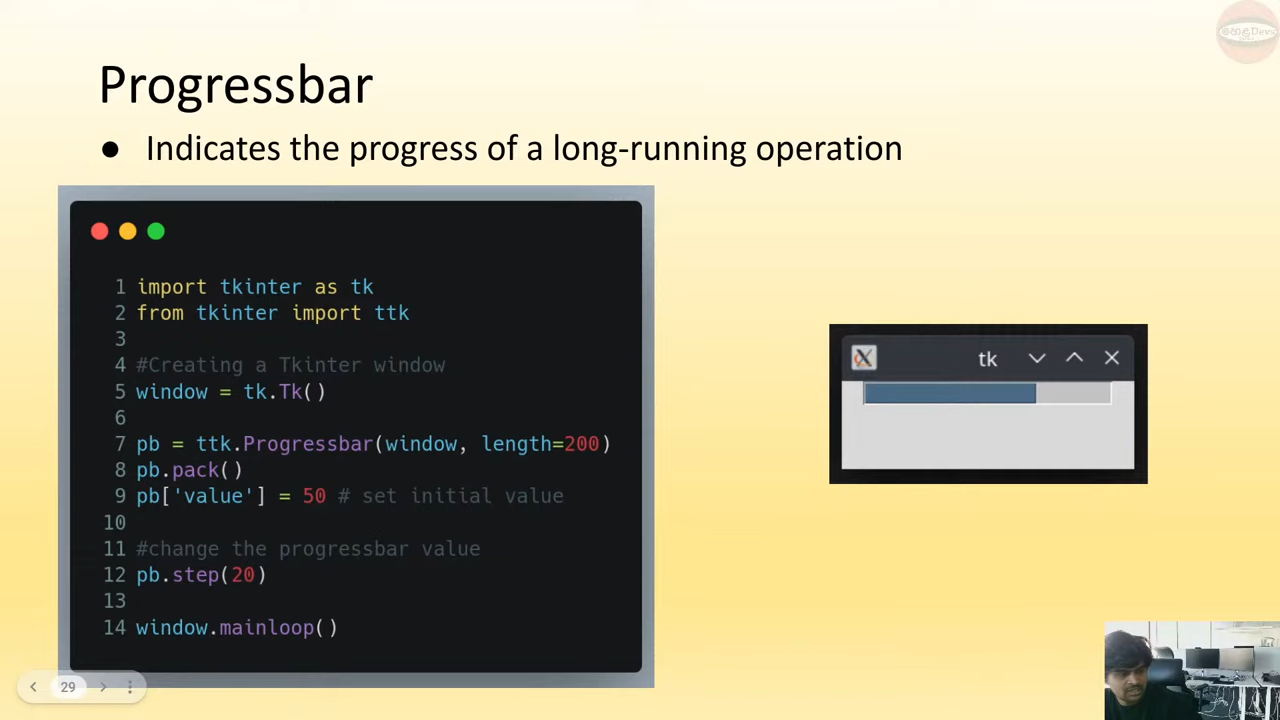 හෙළDevs
Progressbar
● Indicates the progress of a long-running operation
1 import tkinter as tk
2 from tkinter import ttk
3
4 #Creating a Tkinter window
5 window = tk.Tk()
6
7 pb = ttk.Progressbar(window, length=200)
8 pb.pack()
9 pb['value'] = 50 # set initial value
10
11 #change the progressbar value
12 pb.step(20)
13
14 window.mainloop()
tk
29